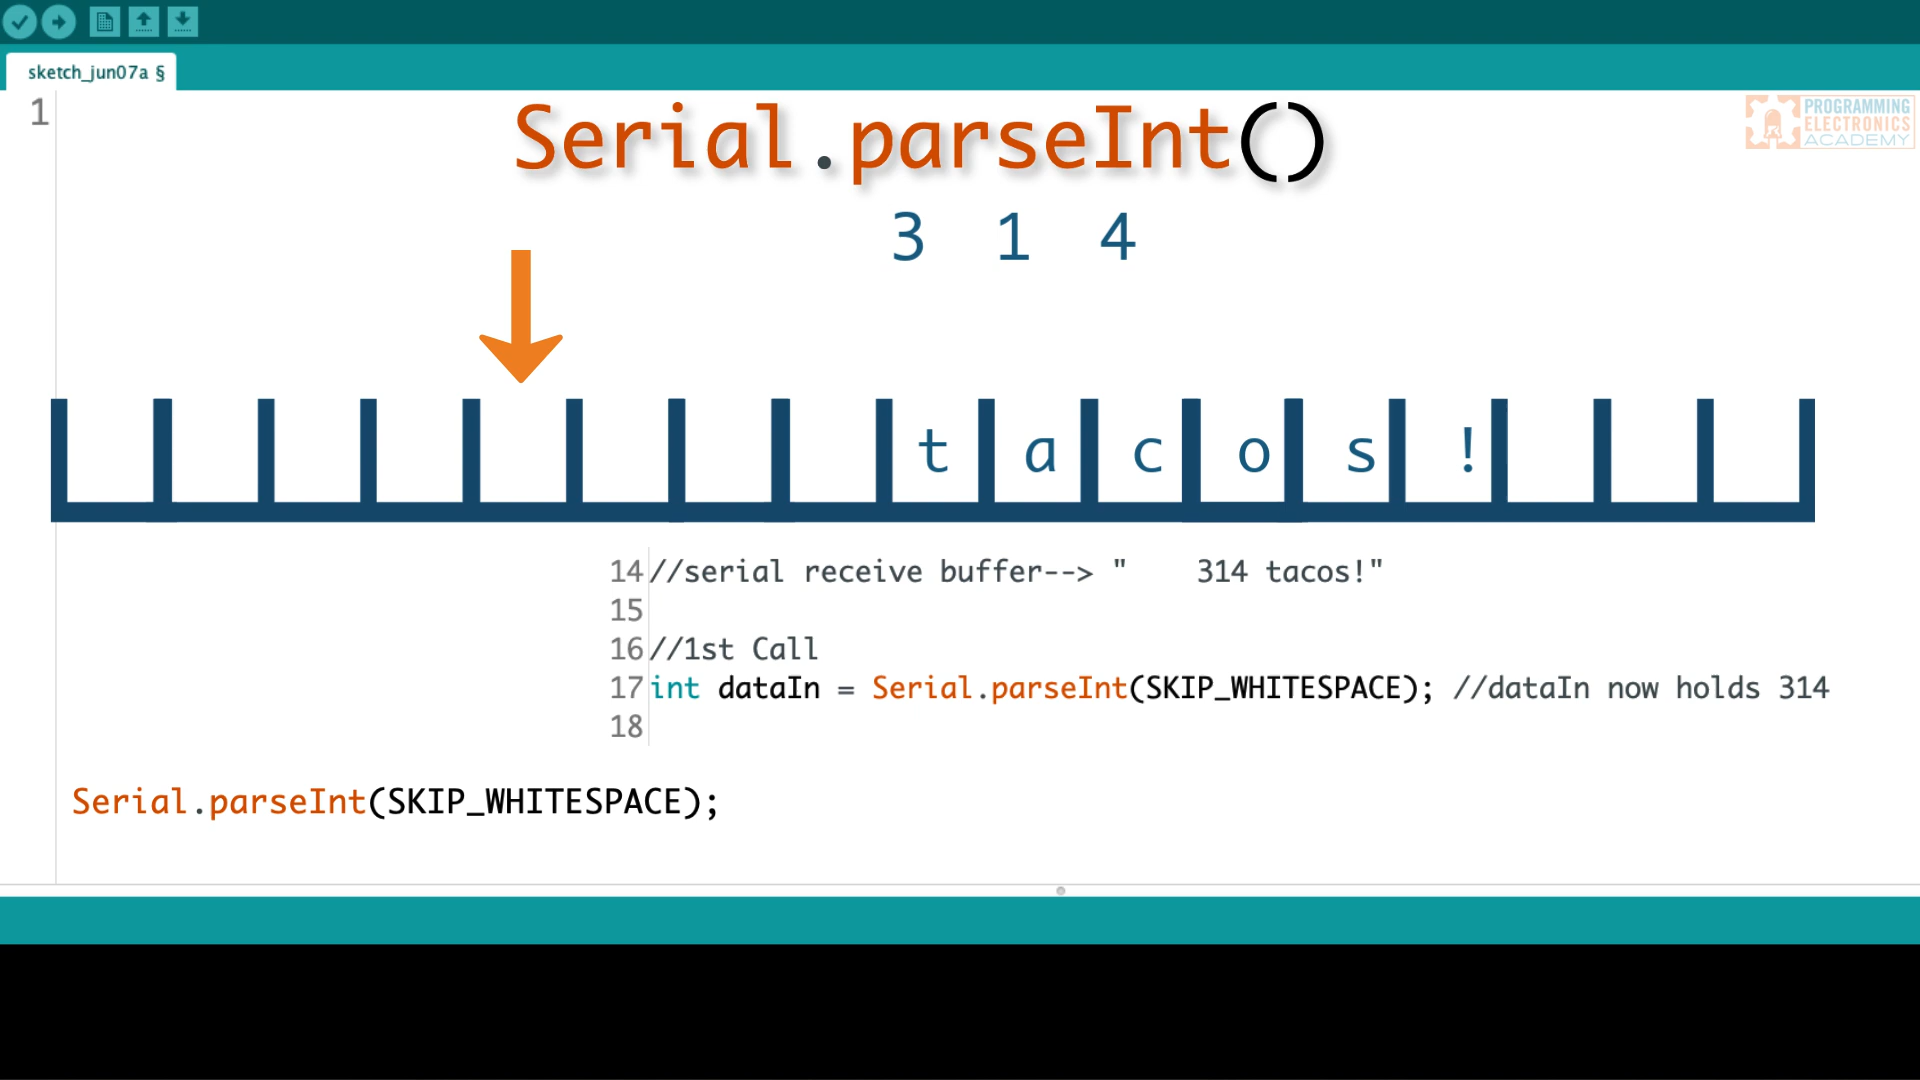 sketch_jun07a §
1
Serial.parseInt()
PROGRAMMING
ELECTRONICS
ACADEMY
3 1 4
t a c o s !
14 //serial receive buffer--> "    314 tacos!"
15
16 //1st Call
17 int dataIn = Serial.parseInt(SKIP_WHITESPACE); //dataIn now holds 314
18
Serial.parseInt(SKIP_WHITESPACE);